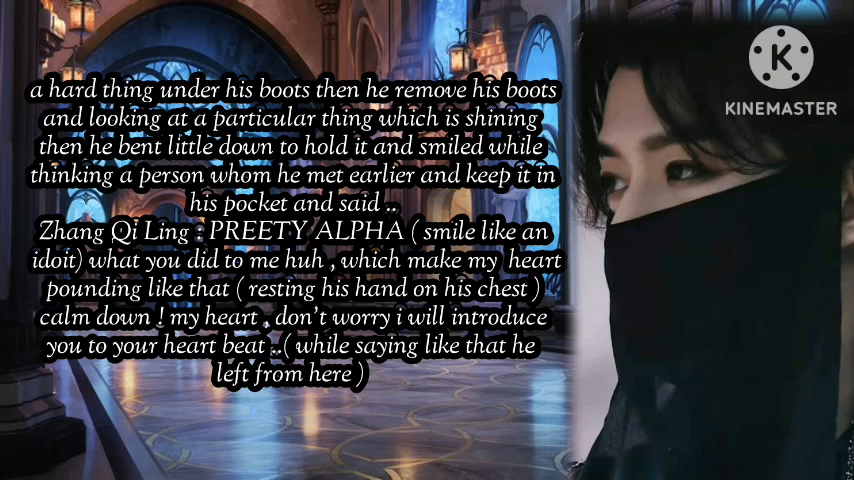 a hard thing under his boots then he remove his boots
and looking at a particular thing which is shining
then he bent little down to hold it and smiled while
thinking a person whom he met earlier and keep it in
his pocket and said ..
Zhang Qi Ling : PREETY ALPHA ( smile like an
idoit) what you did to me huh , which make my heart
pounding like that ( resting his hand on his chest )
calm down ! my heart , don't worry i will introduce
you to your heart beat ..( while saying like that he
left from here )
K
KINEMASTER